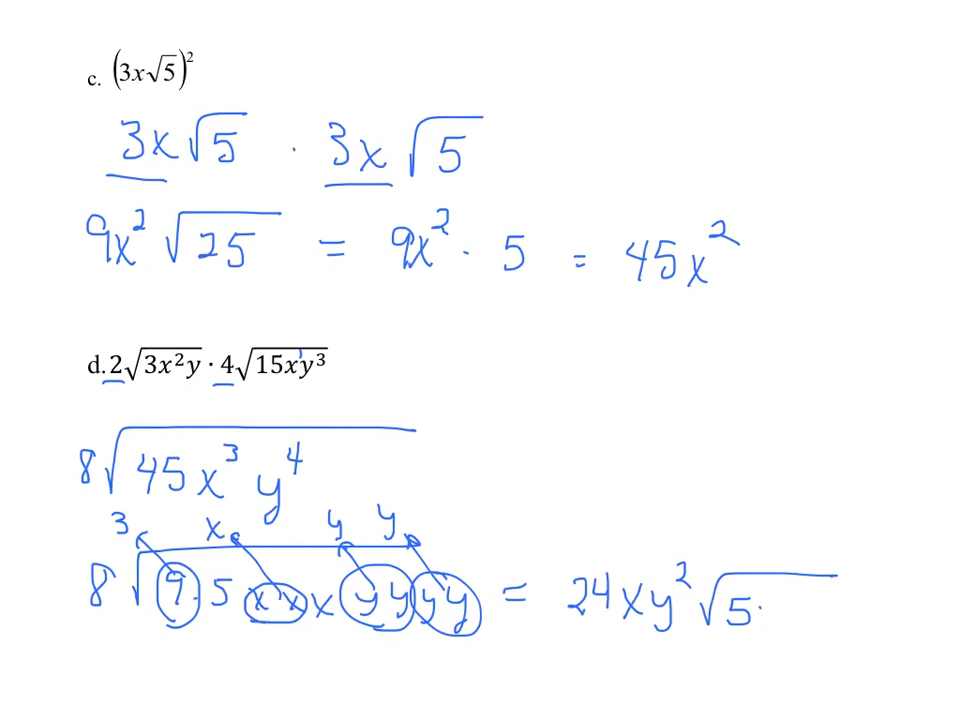 c. (3x√5)²
3x√5 · 3x√5
9x²√25 = 9x² · 5 = 45x²
d. 2√3x²y · 4√15x¹y³
8√45x³y⁴
3 x y y
8√9·5xxxyyyy = 24xy²√5·